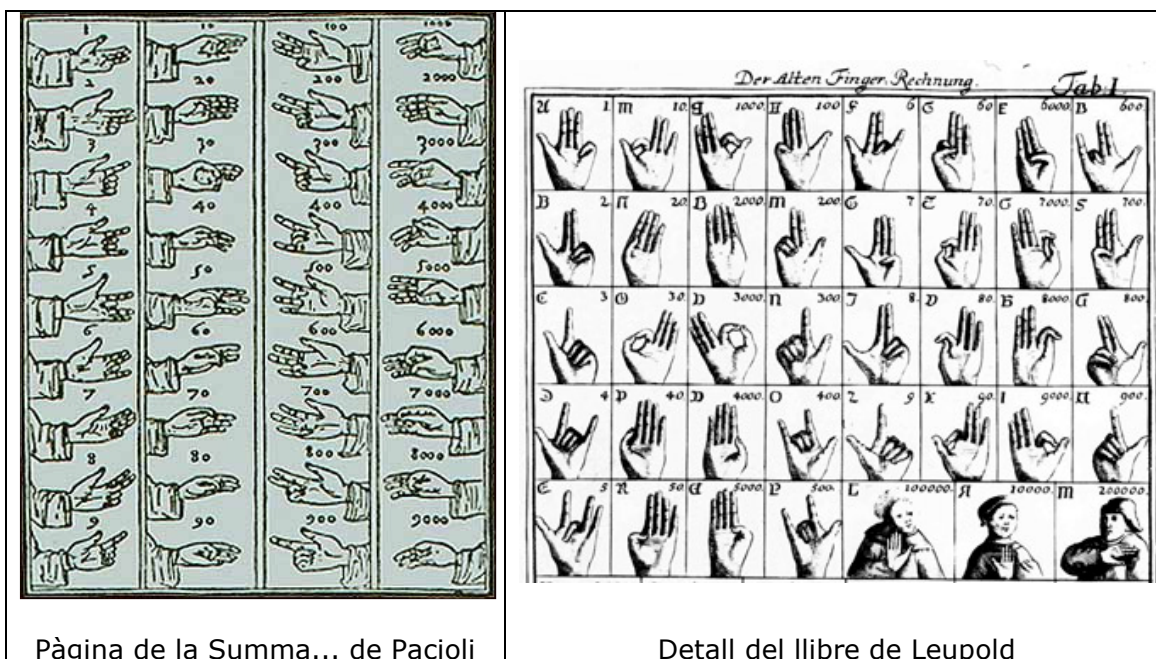 1 10 100 1000
2 20 200 2000
3 30 300 3000
4 40 400 4000
5 50 500 5000
6 60 600 6000
7 70 700 7000
8 80 800 8000
9 90 900 9000
Pàgina de la Summa... de Pacioli
Der Alten Finger-Rechnung. Tab. I.
1. M 10. 1000. 100. F 6 60. E 6000. B 600.
B 2. 20. B 2000. M 200. G 7 70. 7000. S 700.
C 3 O 30. 3000. N 300. 8. 80. 8000. G 800.
D 4 P 40. D 4000. O 400. 9 K 90. I 9000. 900.
E 5 50. 5000. P 500. L 100000. 10000. M 200000.
Detall del llibre de Leupold